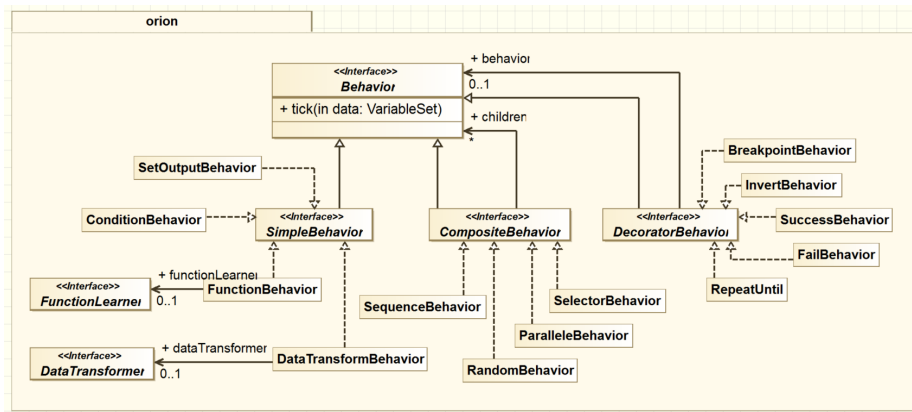 orion
<<Interface>>
Behavior
+ tick(in data: VariableSet)
+ behavior
0..1
+ children
*
BreakpointBehavior
InvertBehavior
SuccessBehavior
FailBehavior
RepeatUntil
SetOutputBehavior
ConditionBehavior
<<Interface>>
SimpleBehavior
<<Interface>>
CompositeBehavior
<<Interface>>
DecoratorBehavior
<<Interface>>
FunctionLearner
+ functionLearner
0..1
FunctionBehavior
SequenceBehavior
SelectorBehavior
ParalleleBehavior
RandomBehavior
<<Interface>>
DataTransformer
+ dataTransformer
0..1
DataTransformBehavior